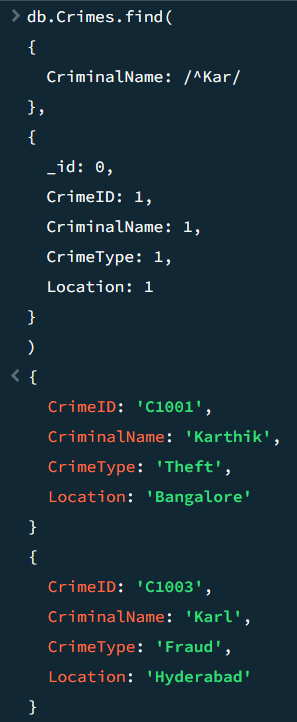 > db.Crimes.find(
{
CriminalName: /^Kar/
},
{
_id: 0,
CrimeID: 1,
CriminalName: 1,
CrimeType: 1,
Location: 1
}
)
< {
CrimeID: 'C1001',
CriminalName: 'Karthik',
CrimeType: 'Theft',
Location: 'Bangalore'
}
{
CrimeID: 'C1003',
CriminalName: 'Karl',
CrimeType: 'Fraud',
Location: 'Hyderabad'
}